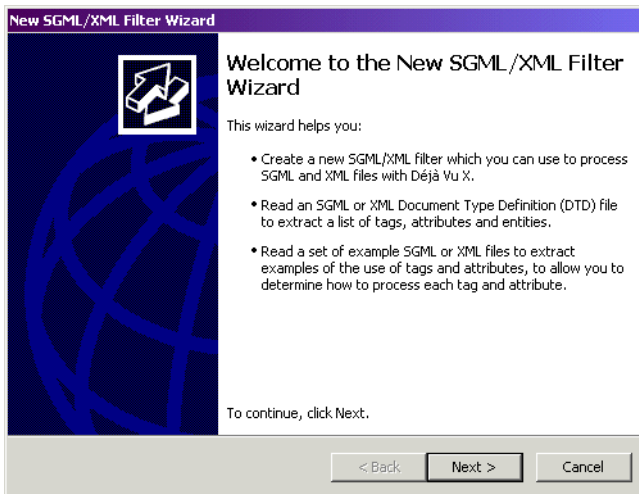 New SGML/XML Filter Wizard
Welcome to the New SGML/XML Filter
Wizard
This wizard helps you:
• Create a new SGML/XML filter which you can use to process
SGML and XML files with Déjà Vu X.
• Read an SGML or XML Document Type Definition (DTD) file
to extract a list of tags, attributes and entities.
• Read a set of example SGML or XML files to extract
examples of the use of tags and attributes, to allow you to
determine how to process each tag and attribute.
To continue, click Next.
< Back Next > Cancel